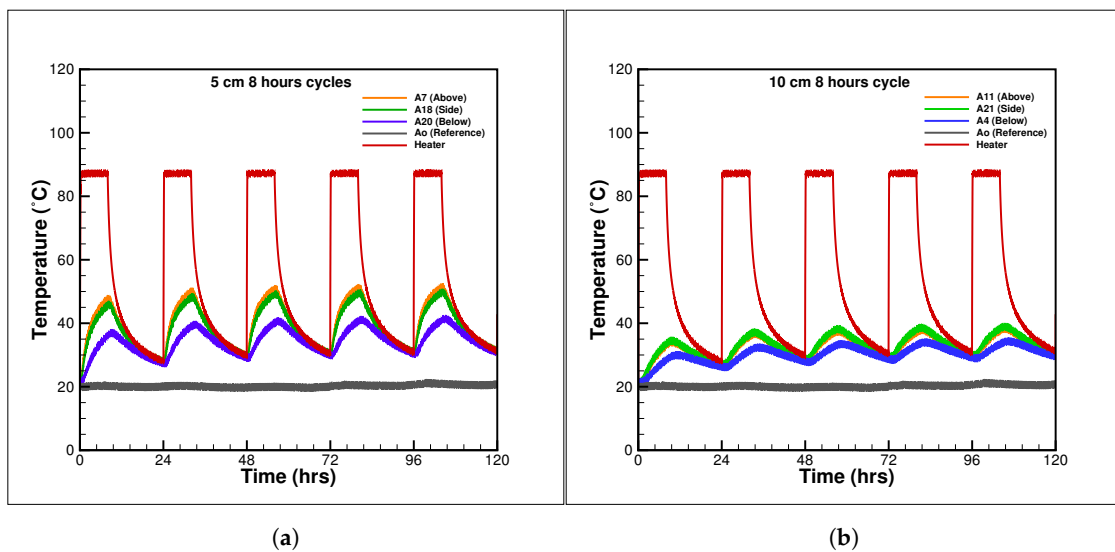 5 cm 8 hours cycles
A7 (Above)
A18 (Side)
A20 (Below)
Ao (Reference)
Heater
Temperature (°C)
120
100
80
60
40
20
0
0 24 48 72 96 120
Time (hrs)
(a)
10 cm 8 hours cycle
A11 (Above)
A21 (Side)
A4 (Below)
Ao (Reference)
Heater
Temperature (°C)
120
100
80
60
40
20
0
0 24 48 72 96 120
Time (hrs)
(b)